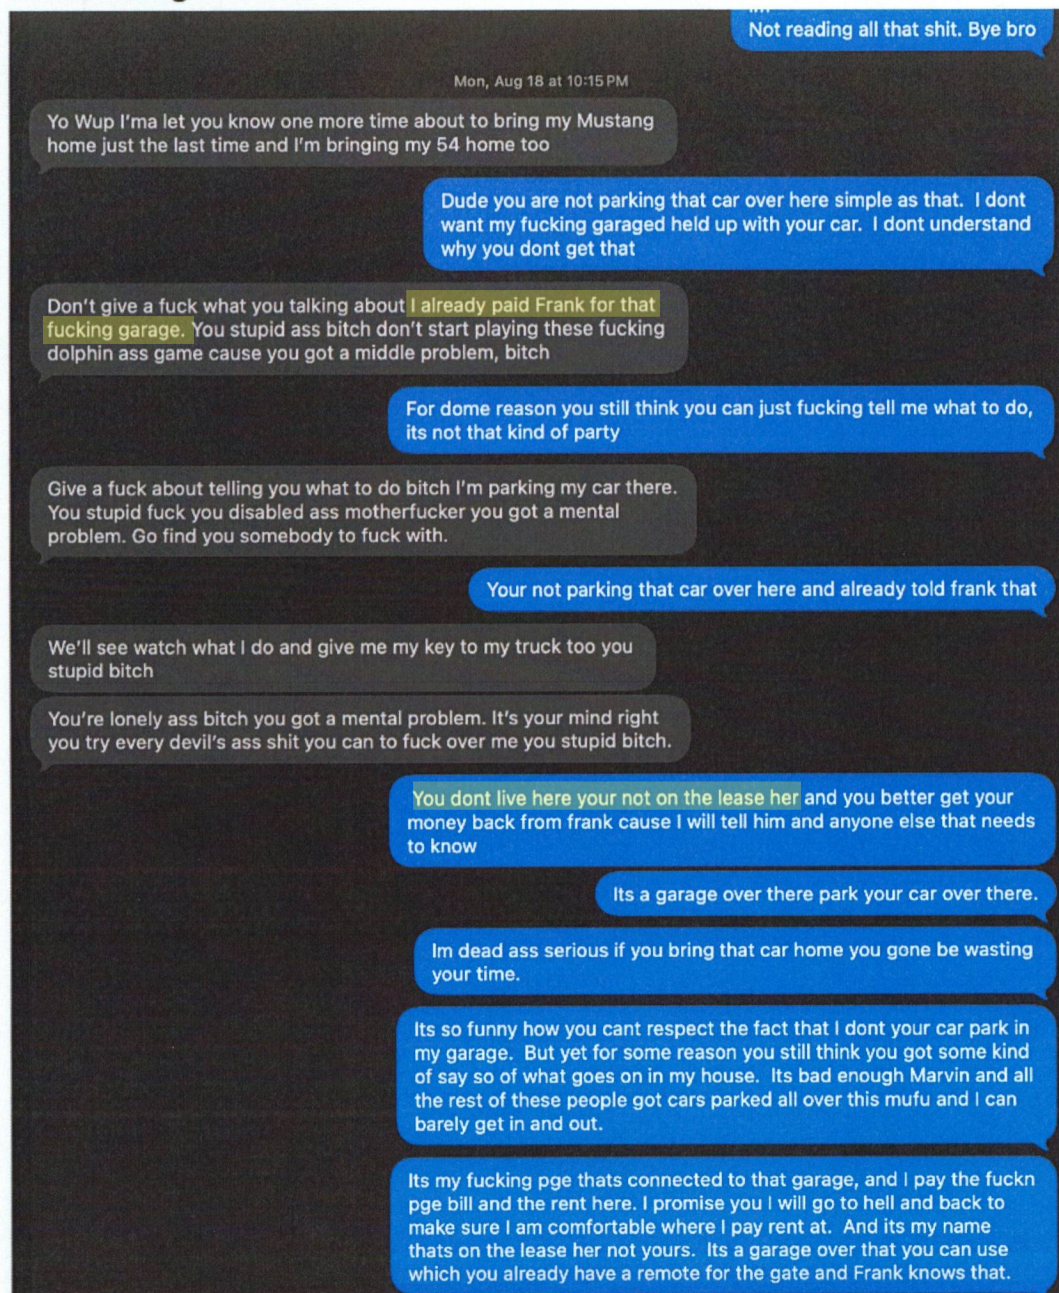 Not reading all that shit. Bye bro
Mon, Aug 18 at 10:15 PM
Yo Wup I'ma let you know one more time about to bring my Mustang
home just the last time and I'm bringing my 54 home too
Dude you are not parking that car over here simple as that.  I dont
want my fucking garaged held up with your car.  I dont understand
why you dont get that
Don't give a fuck what you talking about I already paid Frank for that
fucking garage. You stupid ass bitch don't start playing these fucking
dolphin ass game cause you got a middle problem, bitch
For dome reason you still think you can just fucking tell me what to do,
its not that kind of party
Give a fuck about telling you what to do bitch I'm parking my car there.
You stupid fuck you disabled ass motherfucker you got a mental
problem. Go find you somebody to fuck with.
Your not parking that car over here and already told frank that
We'll see watch what I do and give me my key to my truck too you
stupid bitch
You're lonely ass bitch you got a mental problem. It's your mind right
you try every devil's ass shit you can to fuck over me you stupid bitch.
You dont live here your not on the lease her and you better get your
money back from frank cause I will tell him and anyone else that needs
to know
Its a garage over there park your car over there.
Im dead ass serious if you bring that car home you gone be wasting
your time.
Its so funny how you cant respect the fact that I dont your car park in
my garage.  But yet for some reason you still think you got some kind
of say so of what goes on in my house.  Its bad enough Marvin and all
the rest of these people got cars parked all over this mufu and I can
barely get in and out.
Its my fucking pge thats connected to that garage, and I pay the fuckn
pge bill and the rent here. I promise you I will go to hell and back to
make sure I am comfortable where I pay rent at.  And its my name
thats on the lease her not yours.  Its a garage over that you can use
which you already have a remote for the gate and Frank knows that.